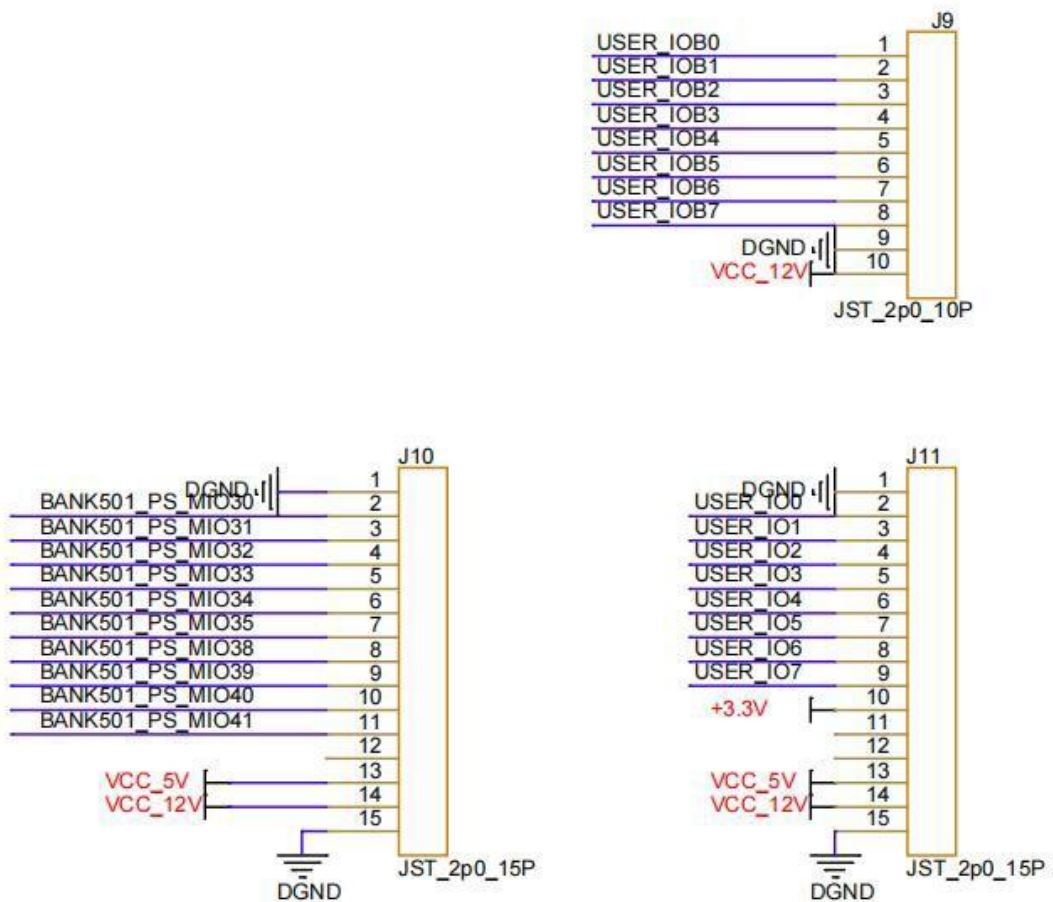 J9
USER_IOB0 1
USER_IOB1 2
USER_IOB2 3
USER_IOB3 4
USER_IOB4 5
USER_IOB5 6
USER_IOB6 7
USER_IOB7 8
DGND 9
VCC_12V 10
JST_2p0_10P
J10
DGND 1
BANK501_PS_MIO30 2
BANK501_PS_MIO31 3
BANK501_PS_MIO32 4
BANK501_PS_MIO33 5
BANK501_PS_MIO34 6
BANK501_PS_MIO35 7
BANK501_PS_MIO38 8
BANK501_PS_MIO39 9
BANK501_PS_MIO40 10
BANK501_PS_MIO41 11
12
VCC_5V 13
VCC_12V 14
15
JST_2p0_15P
DGND
J11
DGND 1
USER_IO0 2
USER_IO1 3
USER_IO2 4
USER_IO3 5
USER_IO4 6
USER_IO5 7
USER_IO6 8
USER_IO7 9
+3.3V 10
11
12
VCC_5V 13
VCC_12V 14
15
JST_2p0_15P
DGND